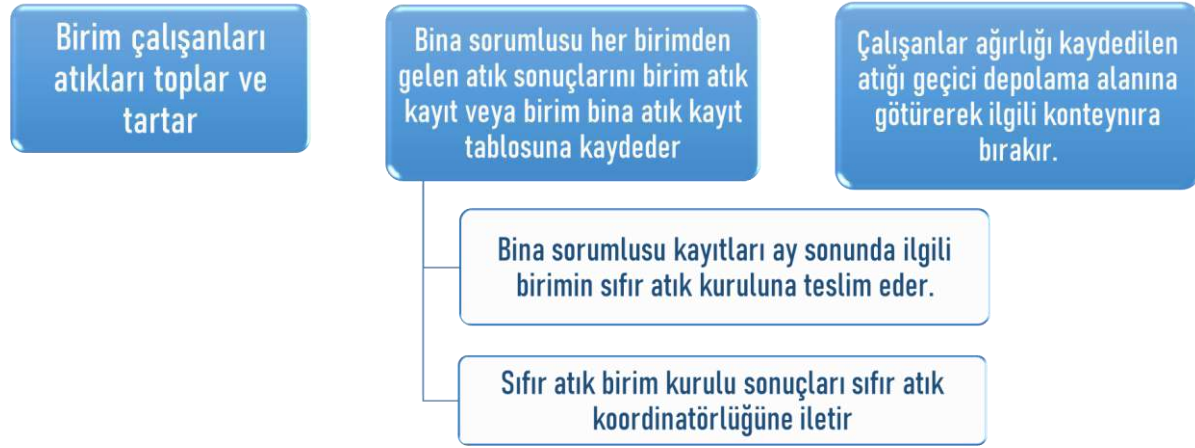 Birim çalışanları
atıkları toplar ve
tartar
Bina sorumlusu her birimden
gelen atık sonuçlarını birim atık
kayıt veya birim bina atık kayıt
tablosuna kaydeder
Çalışanlar ağırlığı kaydedilen
atığı geçici depolama alanına
götürerek ilgili konteynıra
bırakır.
Bina sorumlusu kayıtları ay sonunda ilgili
birimin sıfır atık kuruluna teslim eder.
Sıfır atık birim kurulu sonuçları sıfır atık
koordinatörlüğüne iletir